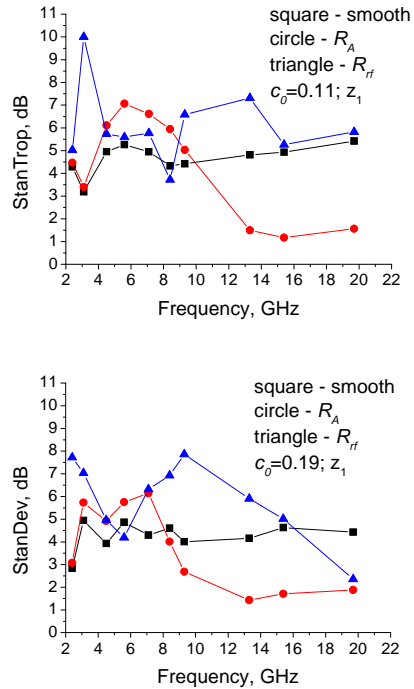 11
10
9
8
7
6
5
4
3
2
1
0
StanTrop, dB
square - smooth
circle - R_A
triangle - R_rf
c_0=0.11; z_1
2 4 6 8 10 12 14 16 18 20 22
Frequency, GHz
11
10
9
8
7
6
5
4
3
2
1
0
StanDev, dB
square - smooth
circle - R_A
triangle - R_rf
c_0=0.19; z_1
2 4 6 8 10 12 14 16 18 20 22
Frequency, GHz